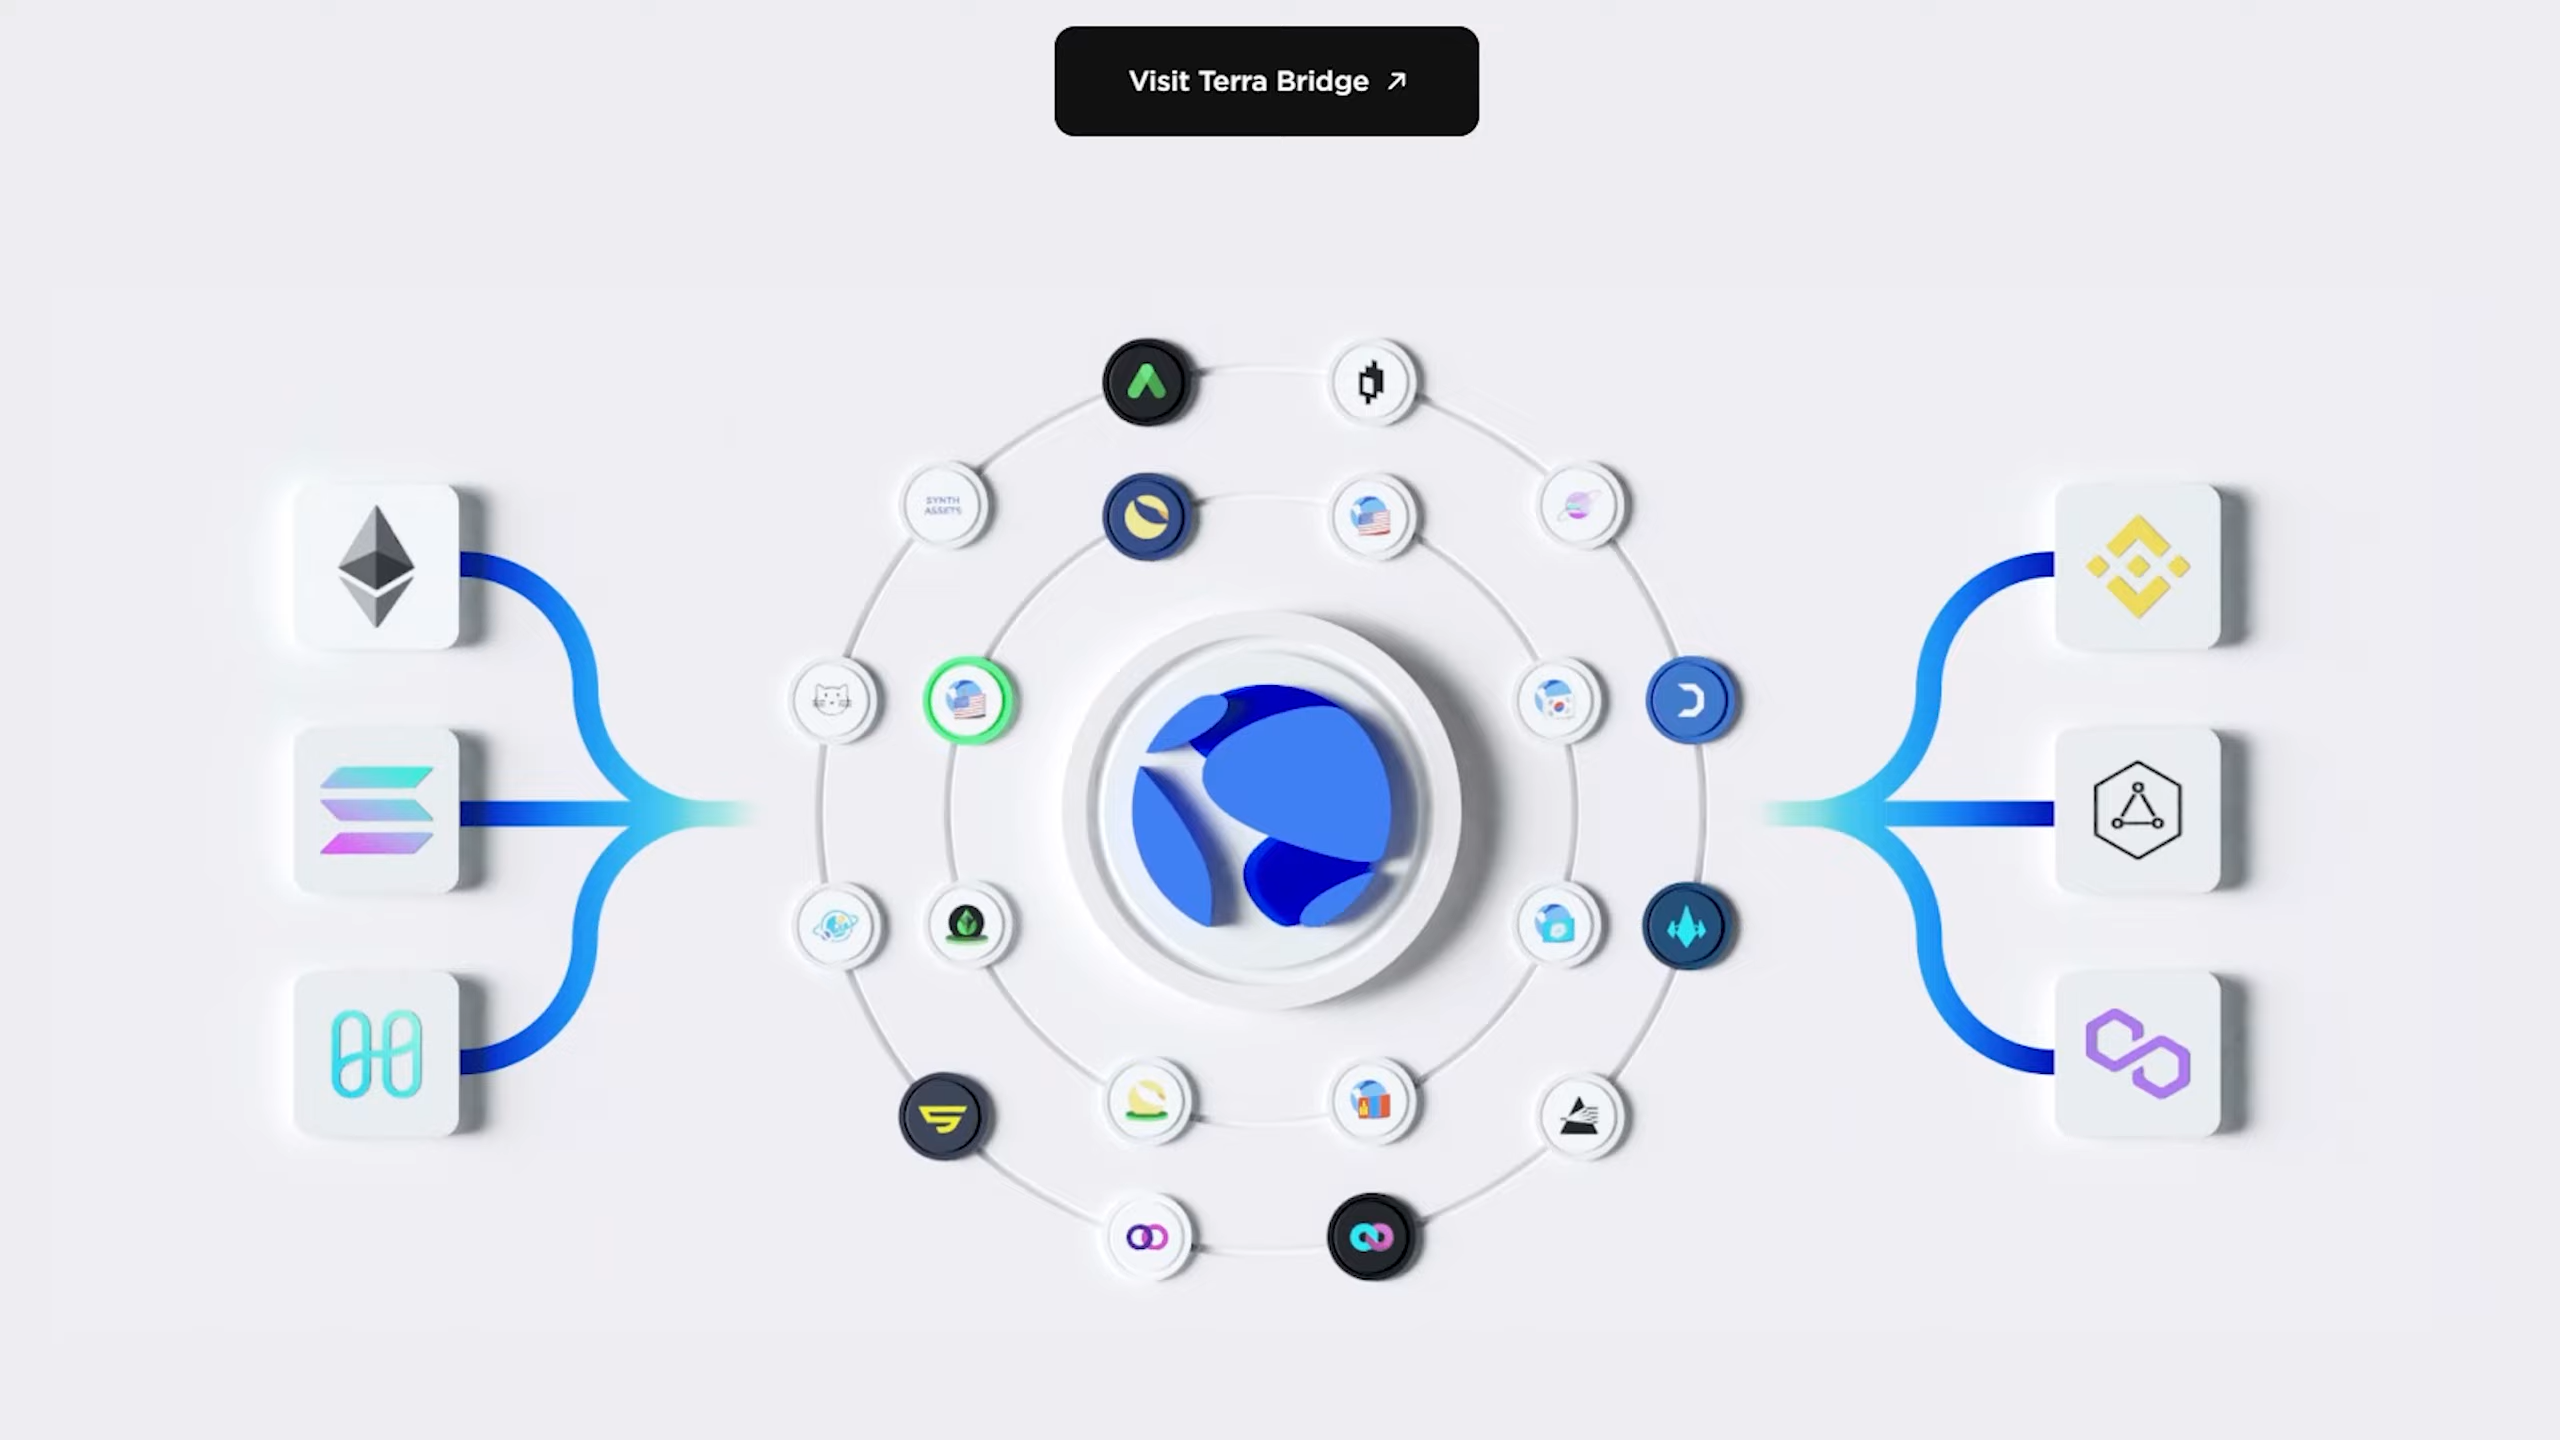 Visit Terra Bridge ↗
SYNTH
ASSETS